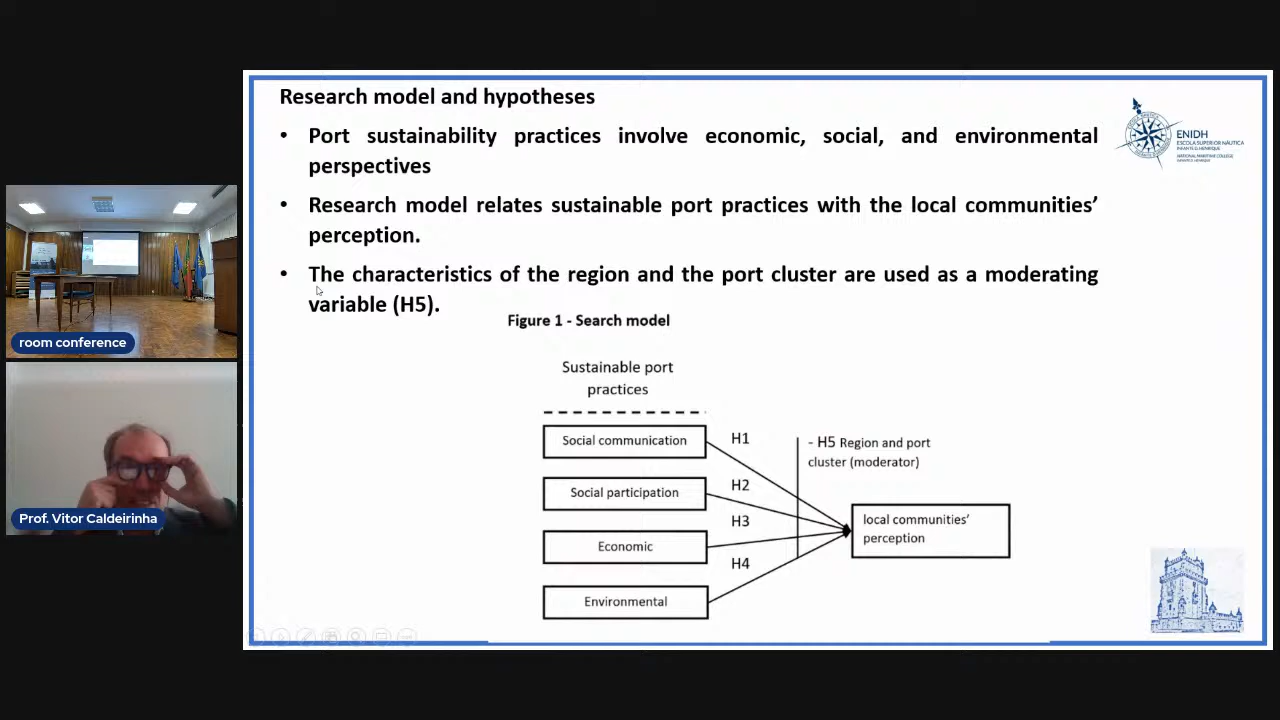 Research model and hypotheses
• Port sustainability practices involve economic, social, and environmental
perspectives
• Research model relates sustainable port practices with the local communities’
perception.
• The characteristics of the region and the port cluster are used as a moderating
variable (H5).
ENIDH
ESCOLA SUPERIOR NÁUTICA
INFANTE D. HENRIQUE
NATIONAL MARITIME COLLEGE
room conference
Prof. Vitor Caldeirinha
Figure 1 - Search model
Sustainable port
practices
Social communication
Social participation
Economic
Environmental
H1
H2
H3
H4
- H5 Region and port
cluster (moderator)
local communities’
perception